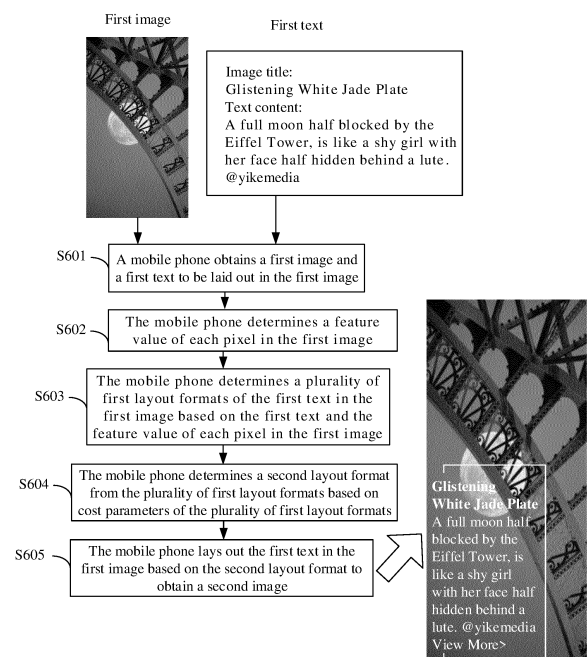 First image
First text
Image title:
Glistening White Jade Plate
Text content:
A full moon half blocked by the
Eiffel Tower, is like a shy girl with
her face half hidden behind a lute.
@yikemedia
S601
A mobile phone obtains a first image and
a first text to be laid out in the first image
S602
The mobile phone determines a feature
value of each pixel in the first image
S603
The mobile phone determines a plurality of
first layout formats of the first text in the
first image based on the first text and the
feature value of each pixel in the first image
S604
The mobile phone determines a second layout format
from the plurality of first layout formats based on
cost parameters of the plurality of first layout formats
S605
The mobile phone lays out the first text in the
first image based on the second layout format to
obtain a second image
Glistening
White Jade Plate
A full moon half
blocked by the
Eiffel Tower, is
like a shy girl
with her face half
hidden behind a
lute. @yikemedia
View More>